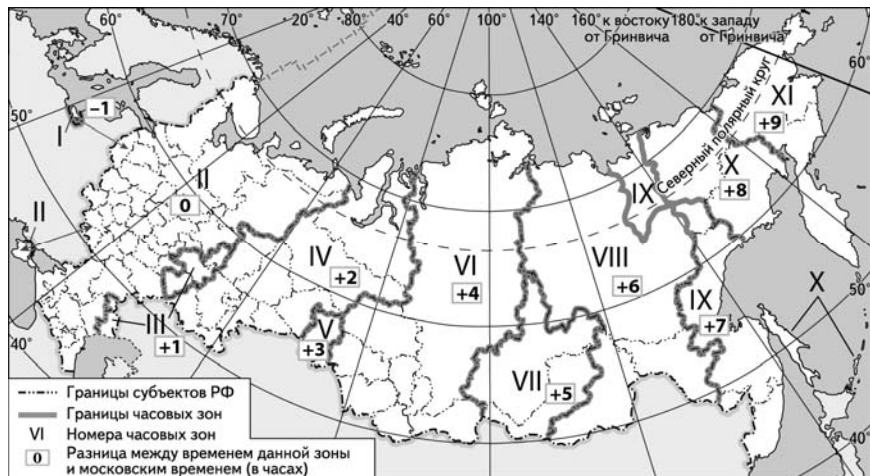 60° 70° 80° 100° 160° к востоку 180° к западу
от Гринвича от Гринвича
60°
50°
I
-1
Северный полярный круг
XI
+9
II
0
X
+8
IX
II
IV
+2
VI
+4
VIII
+6
X
50°
III
+1
V
+3
IX
+7
40°
VII
+5
40°
Границы субъектов РФ
Границы часовых зон
VI Номера часовых зон
0 Разница между временем данной зоны
и московским временем (в часах)